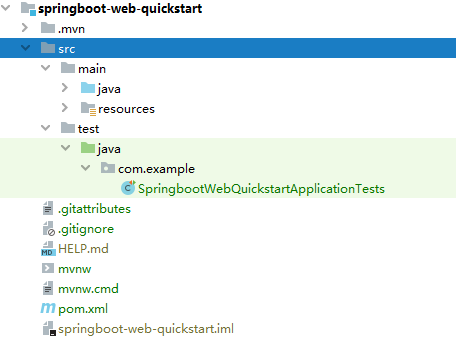 springboot-web-quickstart
.mvn
src
main
java
resources
test
java
com.example
SpringbootWebQuickstartApplicationTests
.gitattributes
.gitignore
HELP.md
mvnw
mvnw.cmd
pom.xml
springboot-web-quickstart.iml